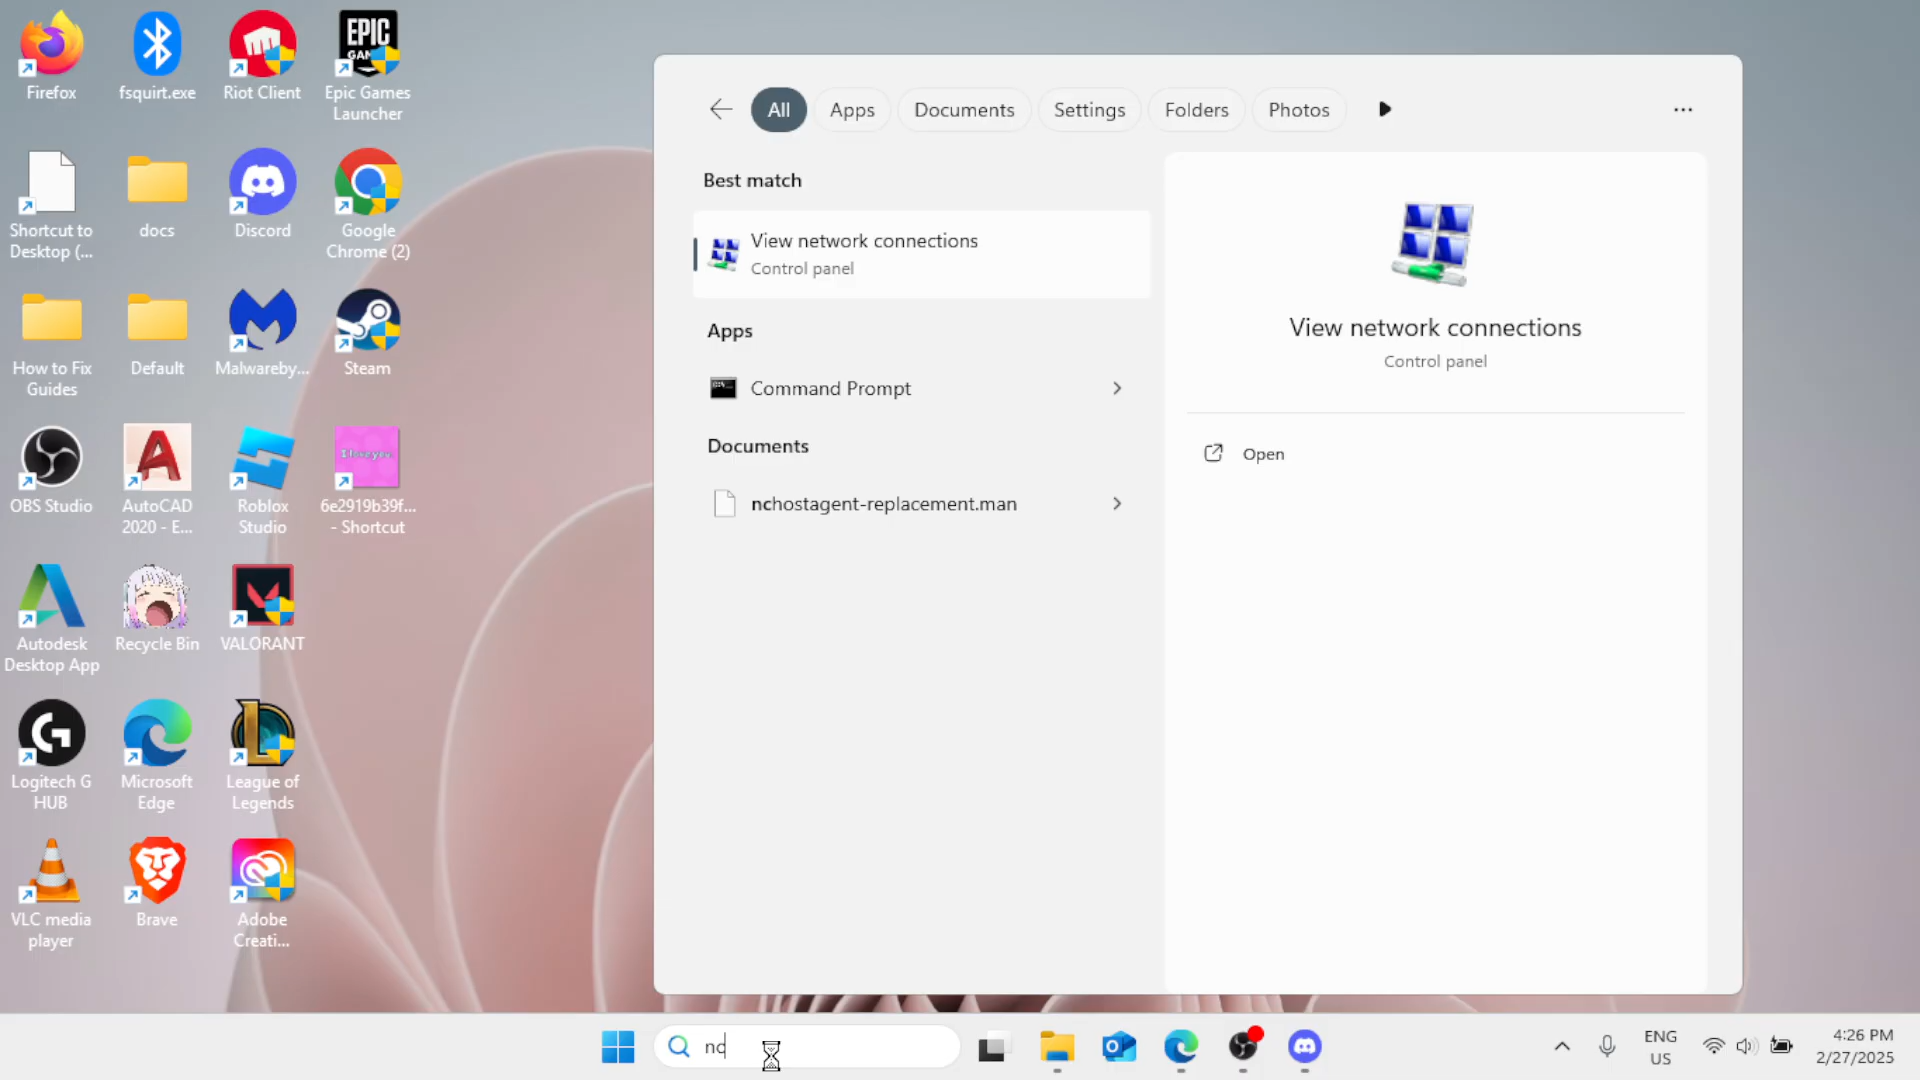 Firefox
fsquirt.exe
Riot Client
Epic Games
Launcher
Shortcut to
Desktop (...
docs
Discord
Google
Chrome (2)
How to Fix
Guides
Default
Malwareby...
Steam
OBS Studio
AutoCAD
2020 - E...
Roblox
Studio
6e2919b39f...
- Shortcut
Autodesk
Desktop App
Recycle Bin
VALORANT
Logitech G
HUB
Microsoft
Edge
League of
Legends
VLC media
player
Brave
Adobe
Creati...
EPIC
All
Apps
Documents
Settings
Folders
Photos
Best match
View network connections
Control panel
Apps
Command Prompt
Documents
nchostagent-replacement.man
View network connections
Control panel
Open
nc
ENG
US
4:26 PM
2/27/2025